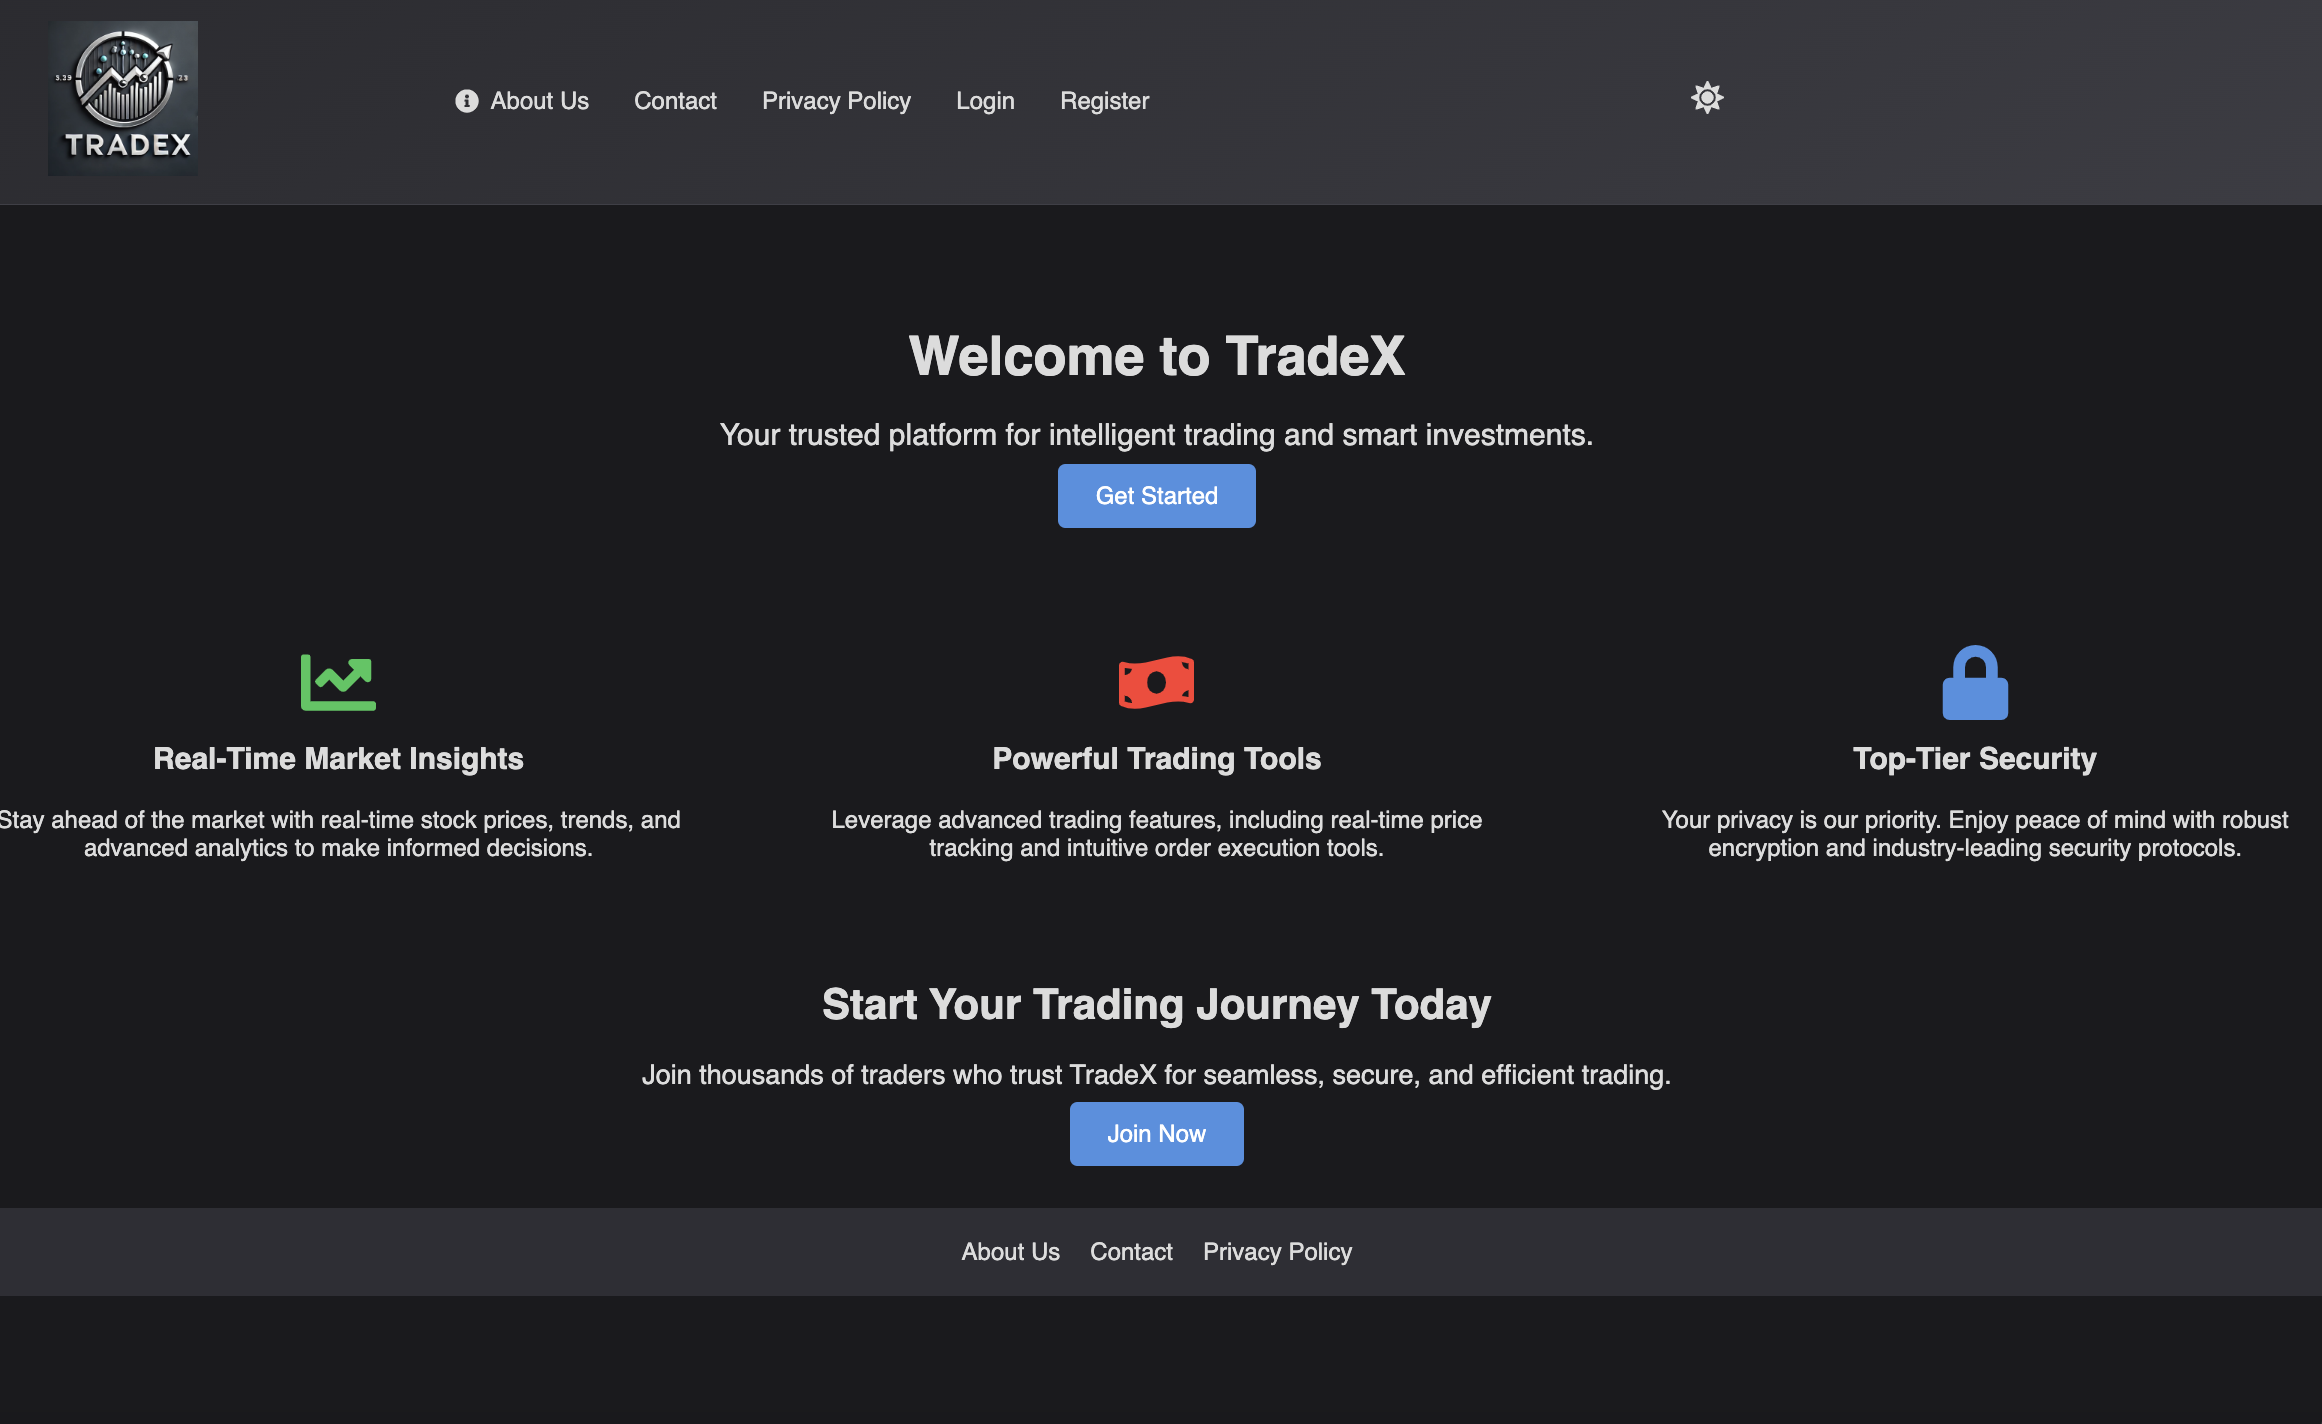 3.39
TRADEX
About Us
Contact
Privacy Policy
Login
Register
Welcome to TradeX
Your trusted platform for intelligent trading and smart investments.
Get Started
Real-Time Market Insights
Stay ahead of the market with real-time stock prices, trends, and
advanced analytics to make informed decisions.
Powerful Trading Tools
Leverage advanced trading features, including real-time price
tracking and intuitive order execution tools.
Top-Tier Security
Your privacy is our priority. Enjoy peace of mind with robust
encryption and industry-leading security protocols.
Start Your Trading Journey Today
Join thousands of traders who trust TradeX for seamless, secure, and efficient trading.
Join Now
About Us
Contact
Privacy Policy